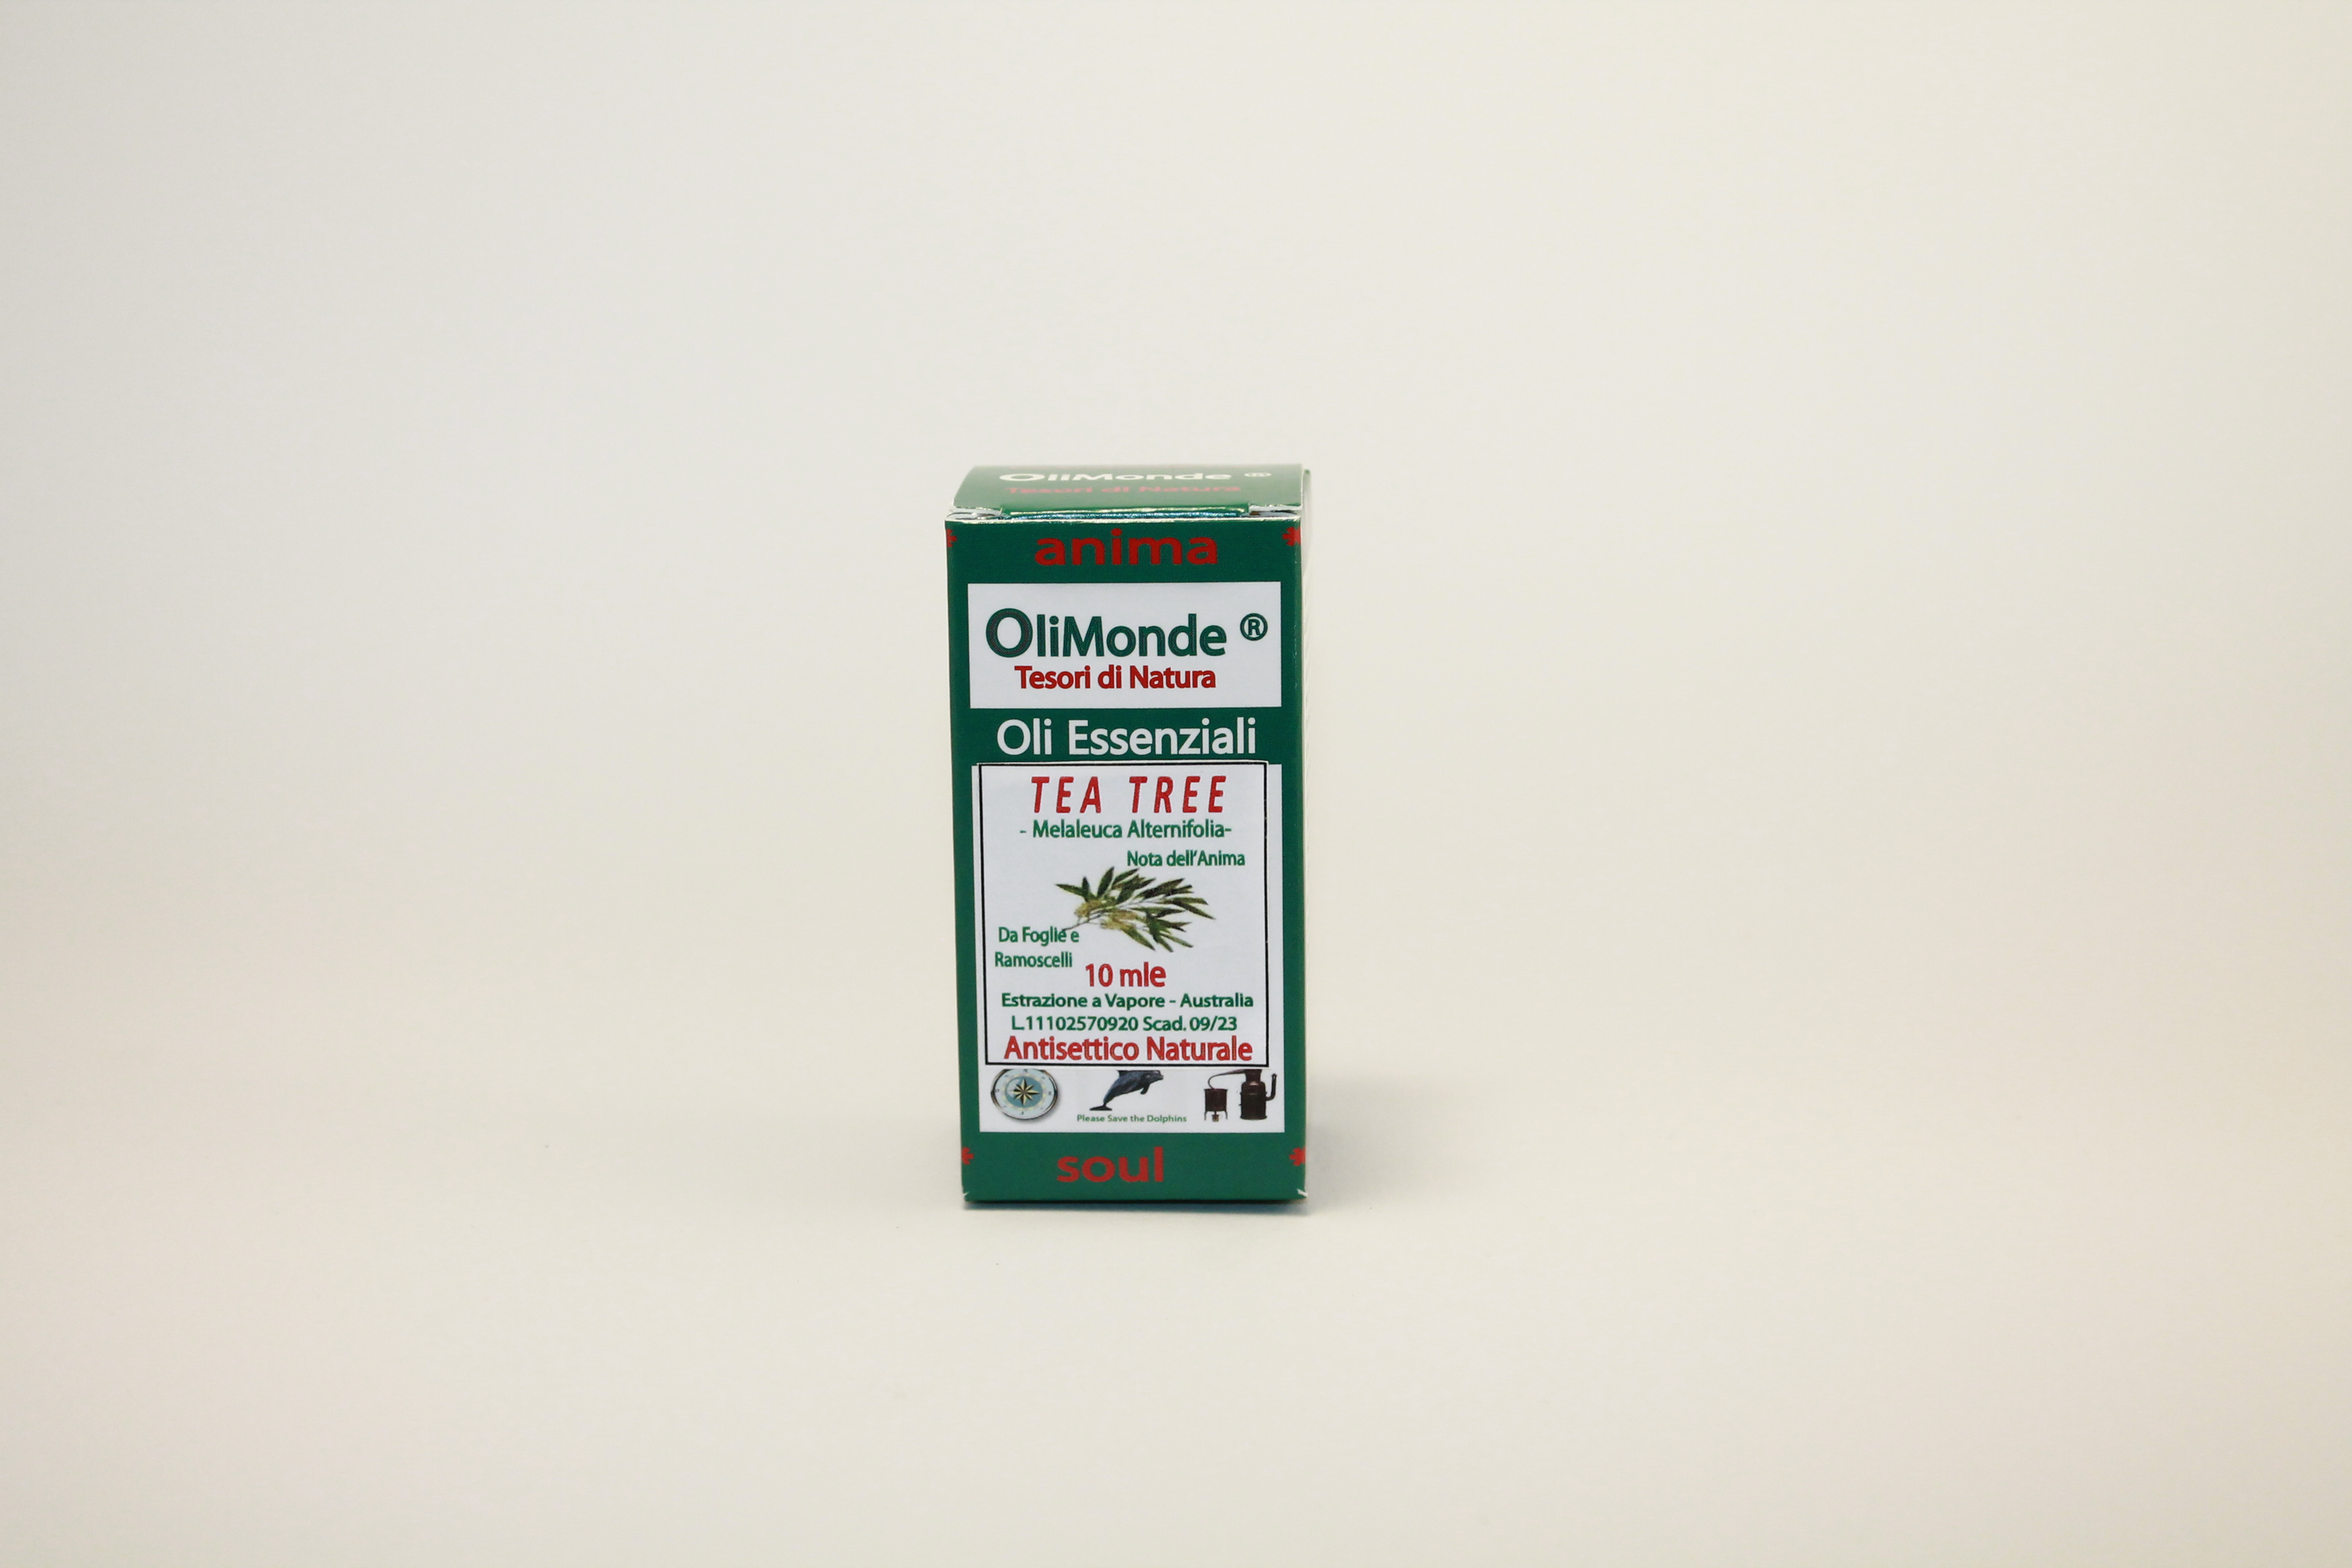 OliMonde ®
Tesori di Natura
anima
OliMonde ®
Tesori di Natura
Oli Essenziali
TEA TREE
- Melaleuca Alternifolia-
Nota dell'Anima
Da Foglie e
Ramoscelli
10 mle
Estrazione a Vapore - Australia
L.11102570920 Scad. 09/23
Antisettico Naturale
Please Save the Dolphins
soul